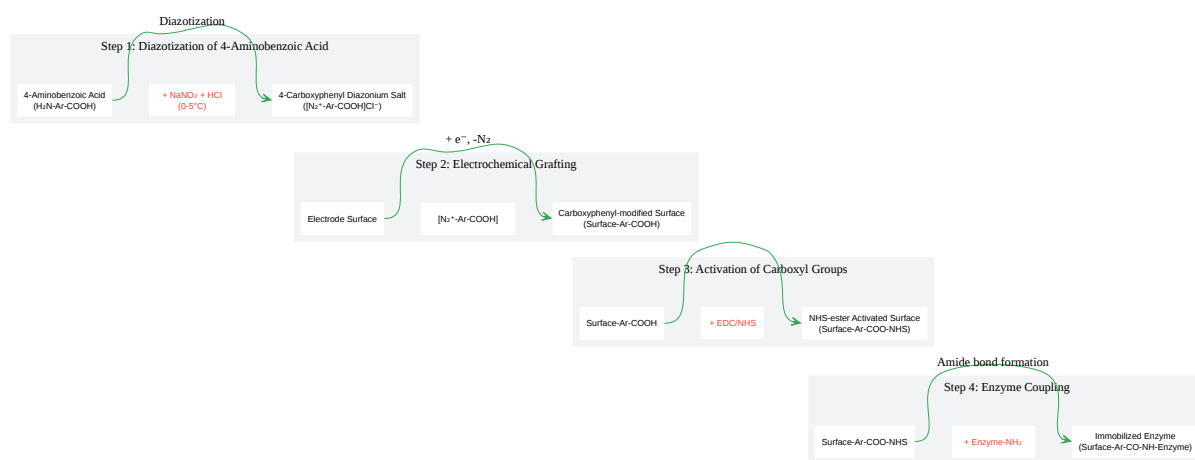 Diazotization
Step 1: Diazotization of 4-Aminobenzoic Acid
4-Aminobenzoic Acid
(H₂N-Ar-COOH)
+ NaNO₂ + HCl
(0-5°C)
4-Carboxyphenyl Diazonium Salt
([N₂⁺-Ar-COOH]Cl⁻)
+ e⁻, -N₂
Step 2: Electrochemical Grafting
Electrode Surface
[N₂⁺-Ar-COOH]
Carboxyphenyl-modified Surface
(Surface-Ar-COOH)
Step 3: Activation of Carboxyl Groups
Surface-Ar-COOH
+ EDC/NHS
NHS-ester Activated Surface
(Surface-Ar-COO-NHS)
Amide bond formation
Step 4: Enzyme Coupling
Surface-Ar-COO-NHS
+ Enzyme-NH₂
Immobilized Enzyme
(Surface-Ar-CO-NH-Enzyme)